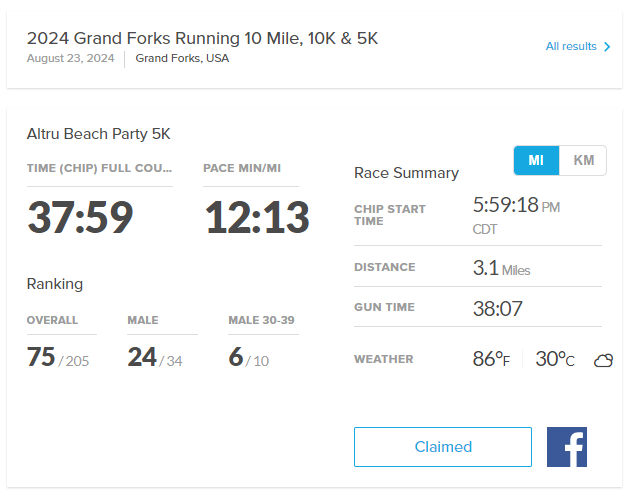 2024 Grand Forks Running 10 Mile, 10K & 5K
August 23, 2024 Grand Forks, USA
All results
Altru Beach Party 5K
TIME (CHIP) FULL COU...
PACE MIN/MI
37:59
12:13
Ranking
OVERALL
MALE
MALE 30-39
75 / 205
24 / 34
6 / 10
MI
KM
Race Summary
CHIP START TIME
5:59:18 PM CDT
DISTANCE
3.1 Miles
GUN TIME
38:07
WEATHER
86°F
30°C
Claimed
f